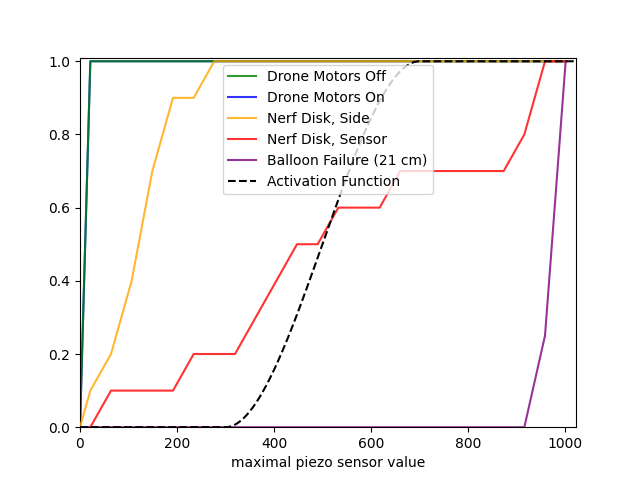 1.0
0.8
0.6
0.4
0.2
0.0
Drone Motors Off
Drone Motors On
Nerf Disk, Side
Nerf Disk, Sensor
Balloon Failure (21 cm)
Activation Function
0 200 400 600 800 1000
maximal piezo sensor value